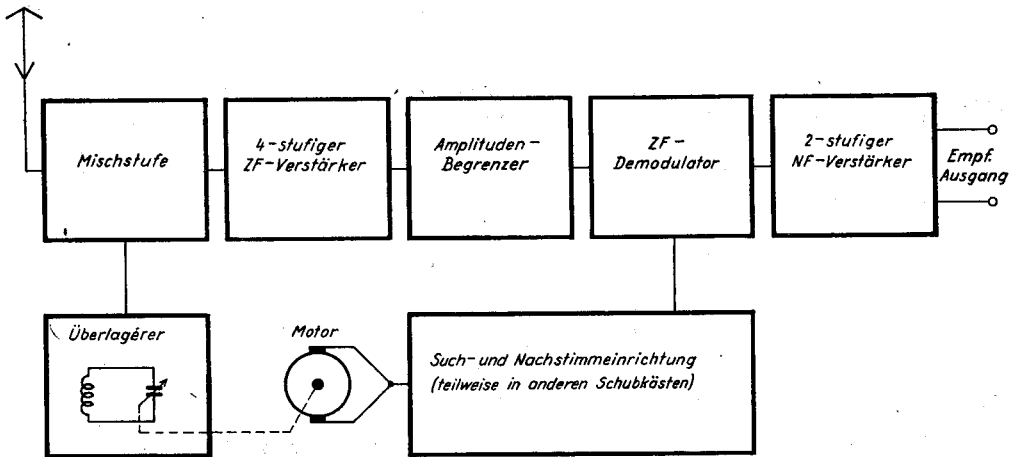 Mischstufe
4-stufiger
ZF-Verstärker
Amplituden-
Begrenzer
ZF-
Demodulator
2-stufiger
NF-Verstärker
Empf.
Ausgang
Überlagerer
Motor
Such- und Nachstimmeinrichtung
(teilweise in anderen Schubkästen)